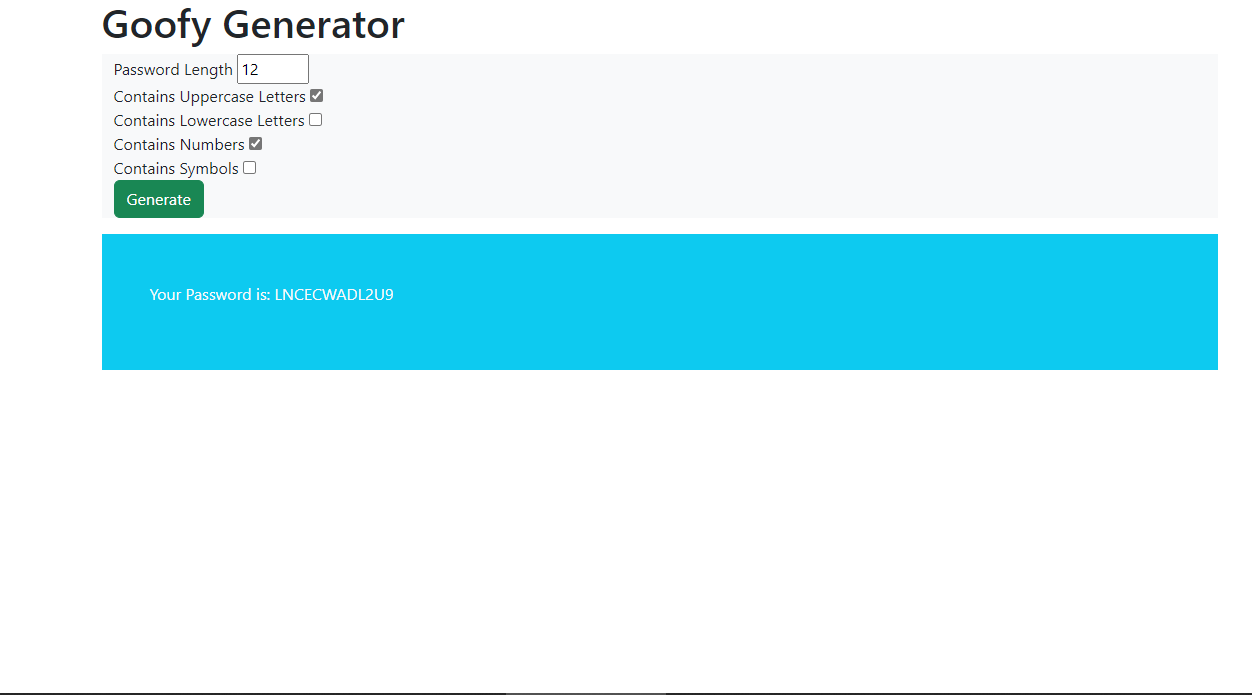 Goofy Generator
Password Length 12
Contains Uppercase Letters
Contains Lowercase Letters
Contains Numbers
Contains Symbols
Generate
Your Password is: LNCECWADL2U9